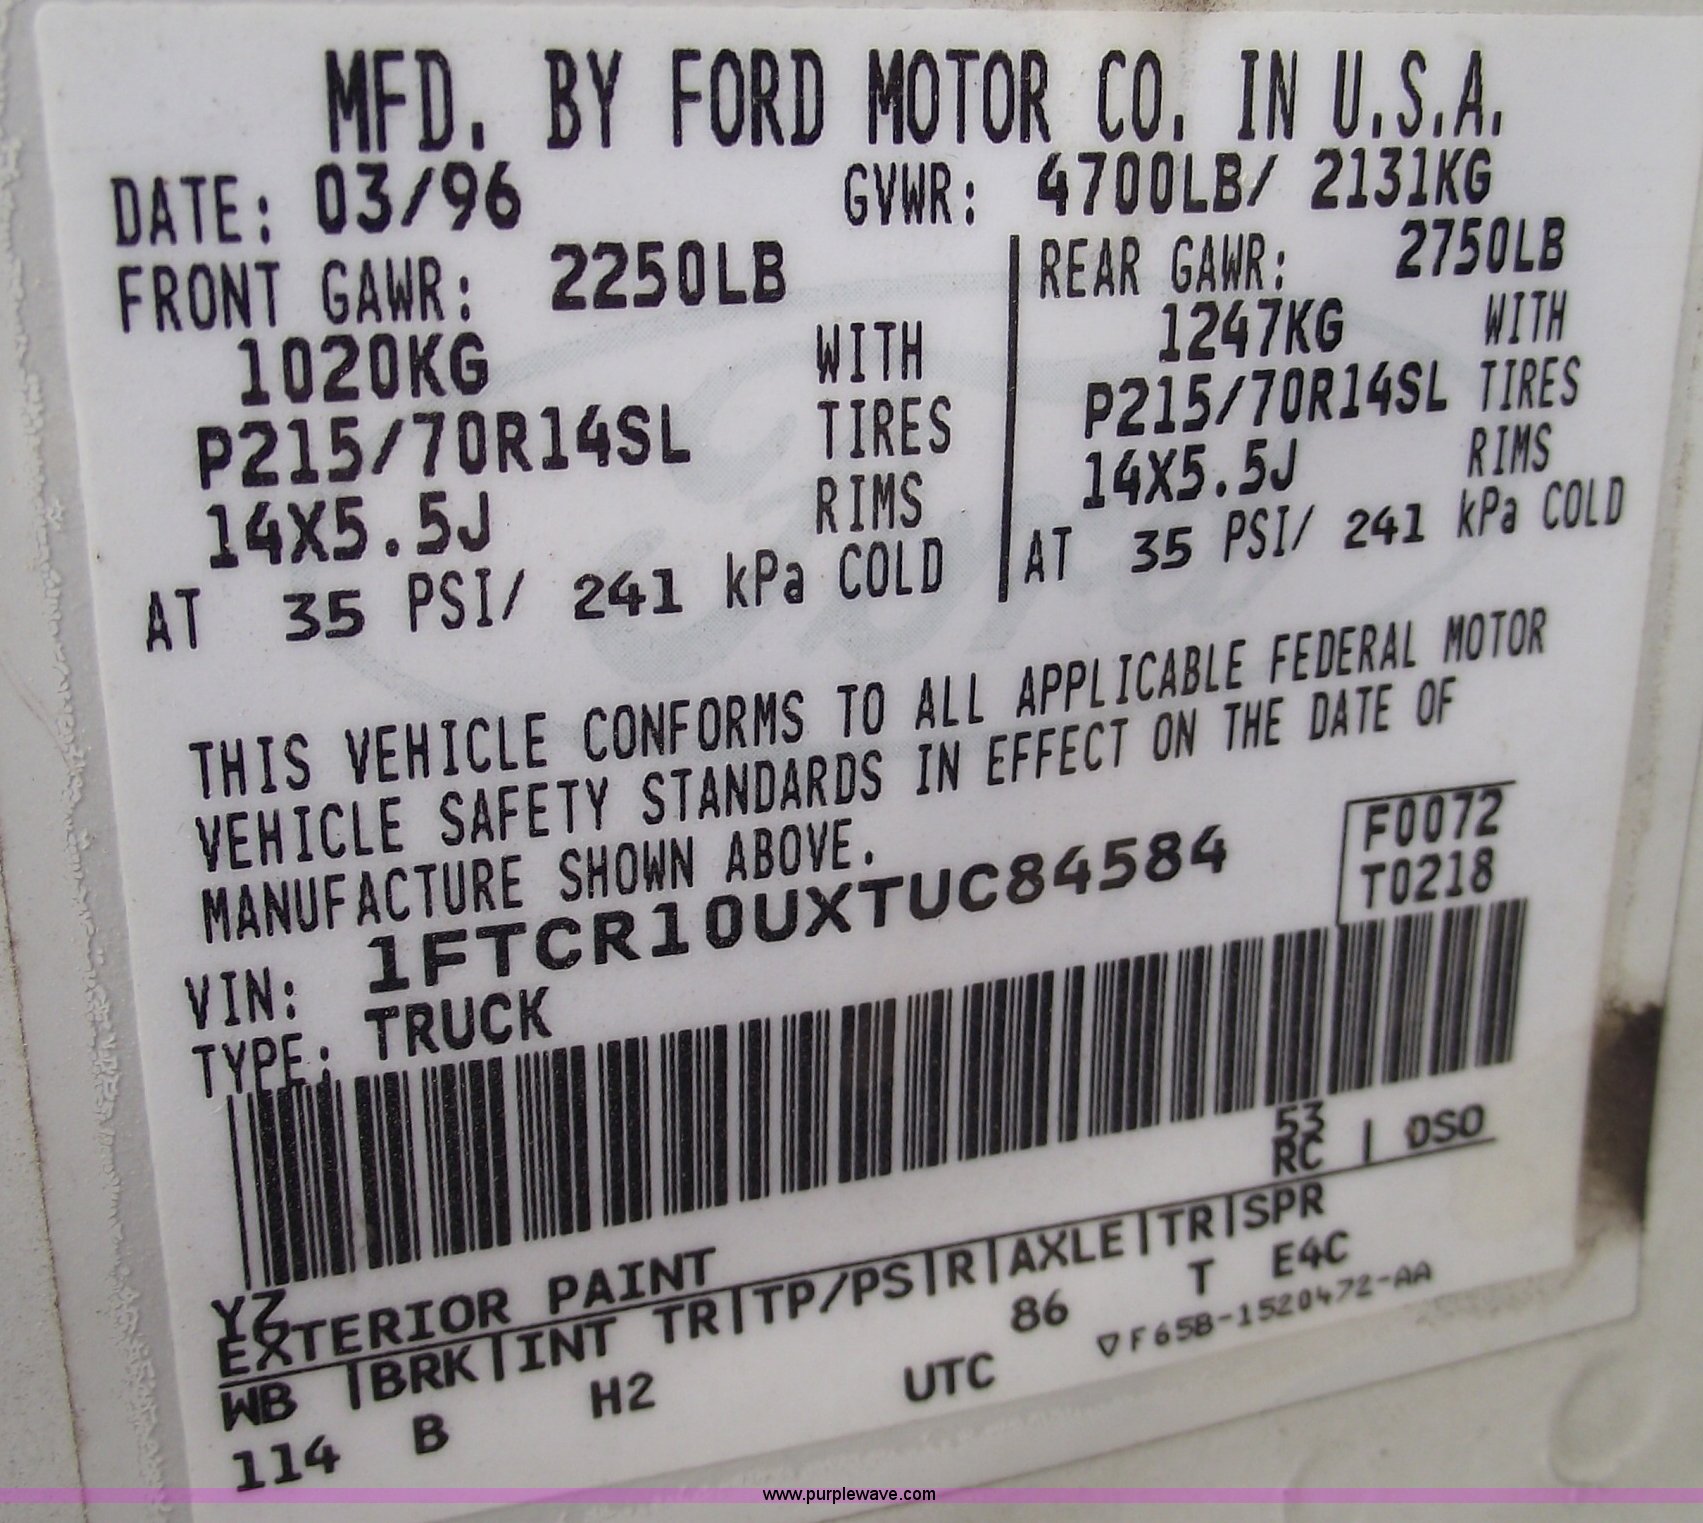 MFD. BY FORD MOTOR CO. IN U.S.A.
DATE: 03/96 GVWR: 4700LB/ 2131KG
FRONT GAWR: 2250LB
1020KG WITH
P215/70R14SL TIRES
14X5.5J RIMS
AT 35 PSI/ 241 kPa COLD
REAR GAWR: 2750LB
1247KG WITH
P215/70R14SL TIRES
14X5.5J RIMS
AT 35 PSI/ 241 kPa COLD
THIS VEHICLE CONFORMS TO ALL APPLICABLE FEDERAL MOTOR
VEHICLE SAFETY STANDARDS IN EFFECT ON THE DATE OF
MANUFACTURE SHOWN ABOVE.
F0072
T0218
VIN: 1FTCR10UXTUC84584
TYPE: TRUCK
53
YZ
EXTERIOR PAINT RC | DSO
WB |BRK|INT TR|TP/PS|R|AXLE|TR|SPR
114 B H2 UTC 86 T E4C
▽F65B-1520472-AA
Ford
www.purplewave.com